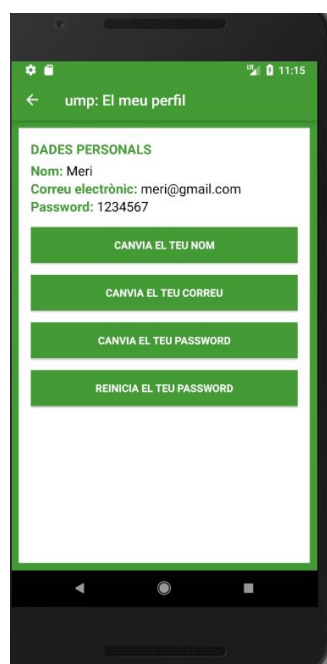 11:15
ump: El meu perfil
DADES PERSONALS
Nom: Meri
Correu electrònic: meri@gmail.com
Password: 1234567
CANVIA EL TEU NOM
CANVIA EL TEU CORREU
CANVIA EL TEU PASSWORD
REINICIA EL TEU PASSWORD